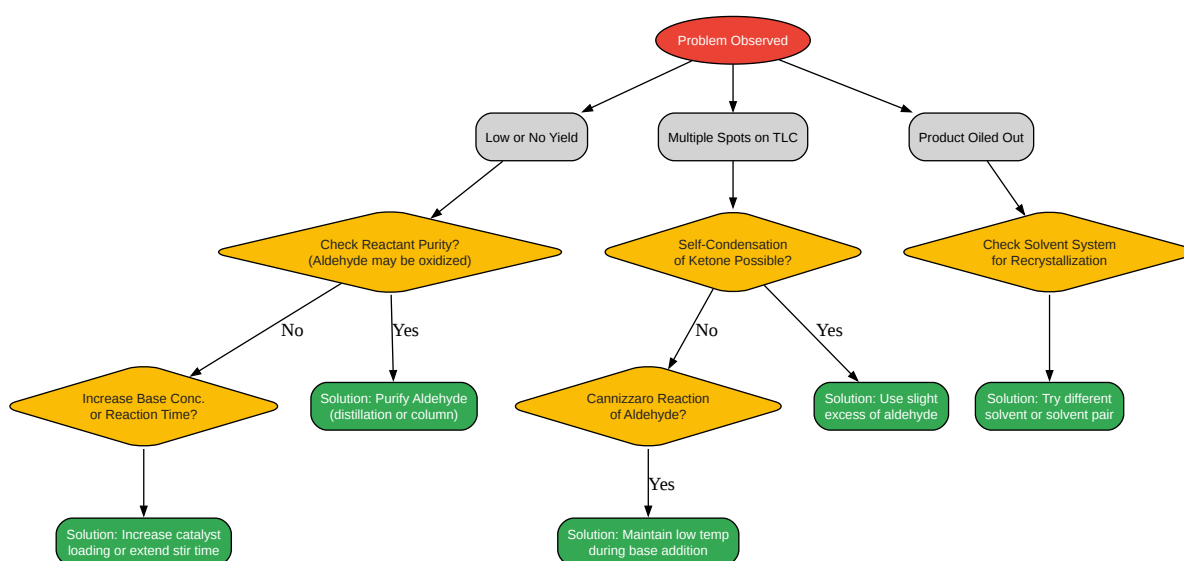 Problem Observed
Low or No Yield
Multiple Spots on TLC
Product Oiled Out
Check Reactant Purity?
(Aldehyde may be oxidized)
Self-Condensation
of Ketone Possible?
Check Solvent System
for Recrystallization
No
Yes
No
Yes
Increase Base Conc.
or Reaction Time?
Solution: Purify Aldehyde
(distillation or column)
Cannizzaro Reaction
of Aldehyde?
Solution: Use slight
excess of aldehyde
Solution: Try different
solvent or solvent pair
Yes
Solution: Increase catalyst
loading or extend stir time
Solution: Maintain low temp
during base addition